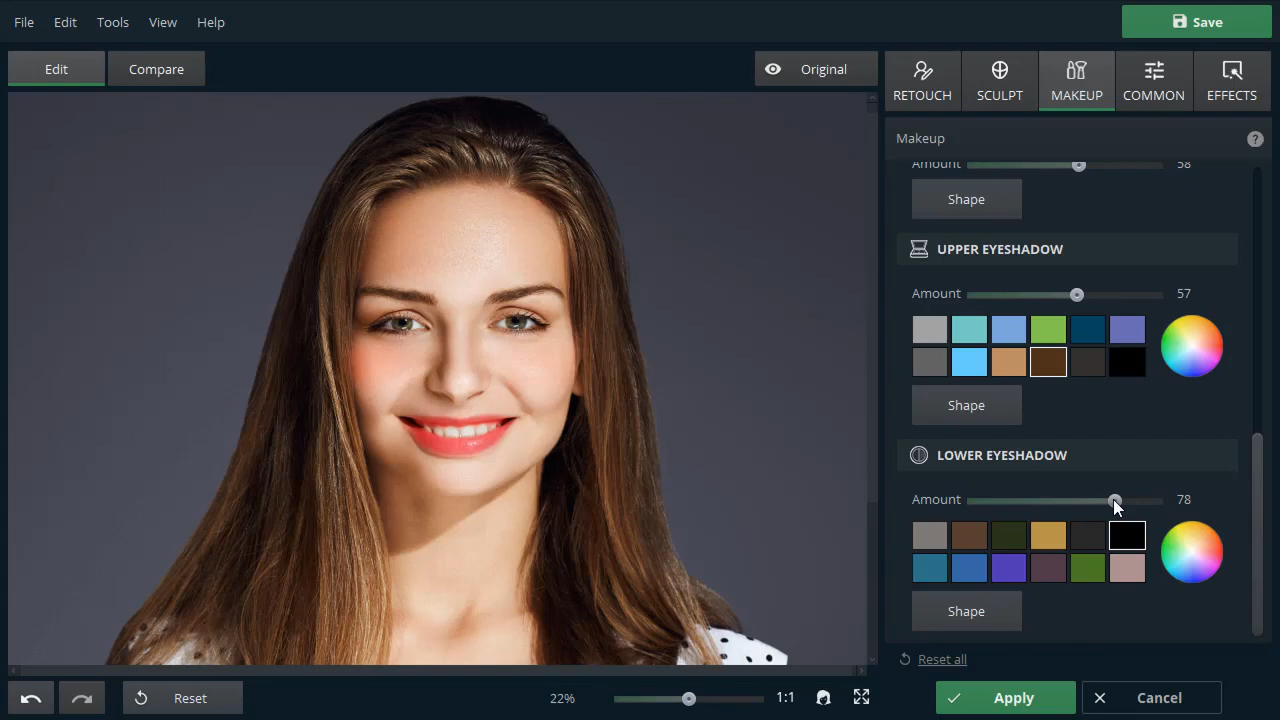 File Edit Tools View Help
Save
Edit Compare Original
RETOUCH SCULPT MAKEUP COMMON EFFECTS
Makeup ?
Amount 58
Shape
UPPER EYESHADOW
Amount 57
Shape
LOWER EYESHADOW
Amount 78
Shape
Reset all
Reset 22% 1:1 Apply Cancel